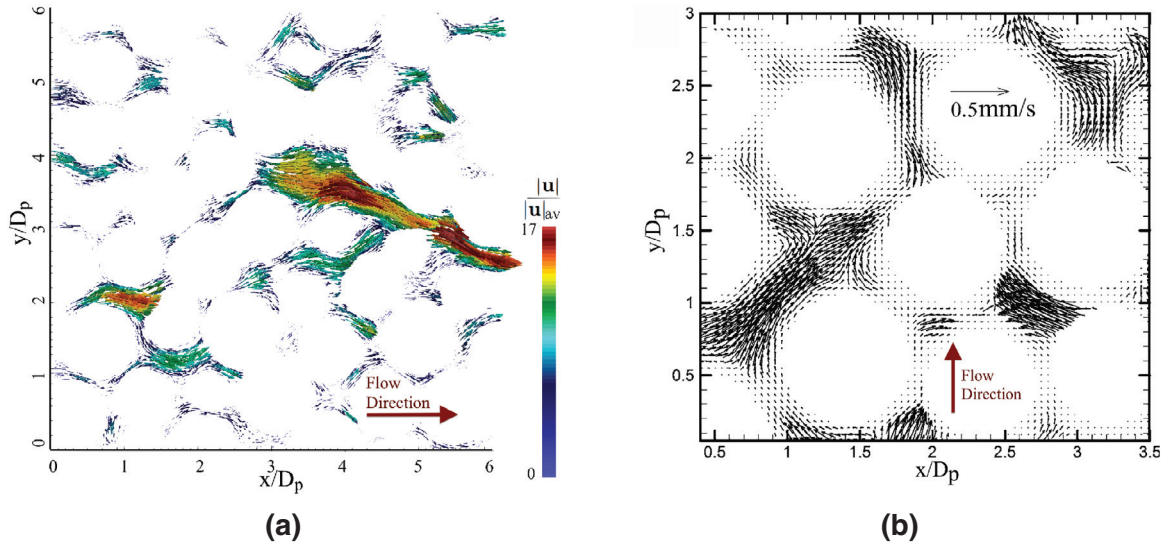 6
5
4
3
2
1
0
y/Dp
0 1 2 3 4 5 6
x/Dp
|u|
|u|av
17
0
Flow
Direction
(a)
3
2.5
2
1.5
1
0.5
y/Dp
0.5 1 1.5 2 2.5 3 3.5
x/Dp
0.5mm/s
Flow
Direction
(b)